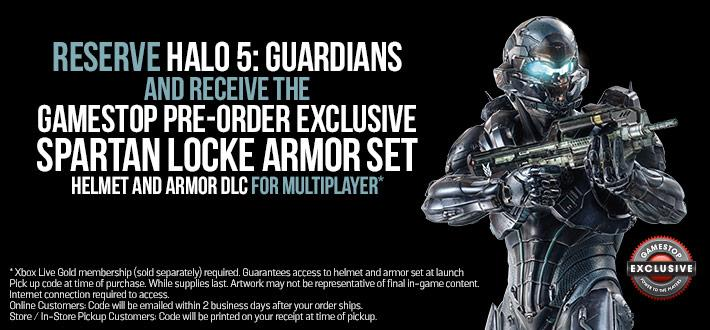 RESERVE HALO 5: GUARDIANS
AND RECEIVE THE
GAMESTOP PRE-ORDER EXCLUSIVE
SPARTAN LOCKE ARMOR SET
HELMET AND ARMOR DLC FOR MULTIPLAYER*
* Xbox Live Gold membership (sold separately) required. Guarantees access to helmet and armor set at launch
Pick up code at time of purchase. While supplies last. Artwork may not be representative of final in-game content.
Internet connection required to access.
Online Customers: Code will be emailed within 2 business days after your order ships.
Store / In-Store Pickup Customers: Code will be printed on your receipt at time of pickup.
GAMESTOP
EXCLUSIVE
POWER TO THE PLAYERS